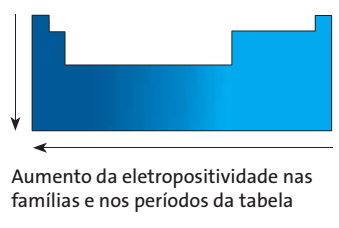 Aumento da eletropositividade nas
famílias e nos períodos da tabela